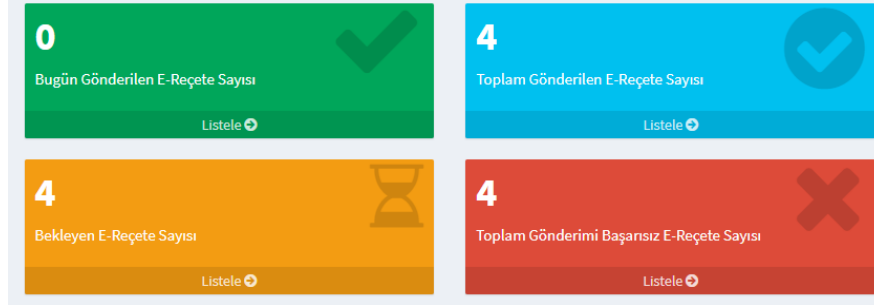 0
Bugün Gönderilen E-Reçete Sayısı
Listele
4
Toplam Gönderilen E-Reçete Sayısı
Listele
4
Bekleyen E-Reçete Sayısı
Listele
4
Toplam Gönderimi Başarısız E-Reçete Sayısı
Listele